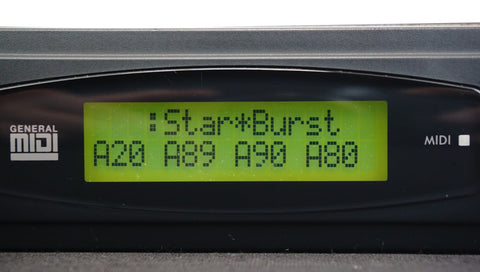 GENERAL
MIDI
:Star*Burst
A20 A89 A90 A80
MIDI